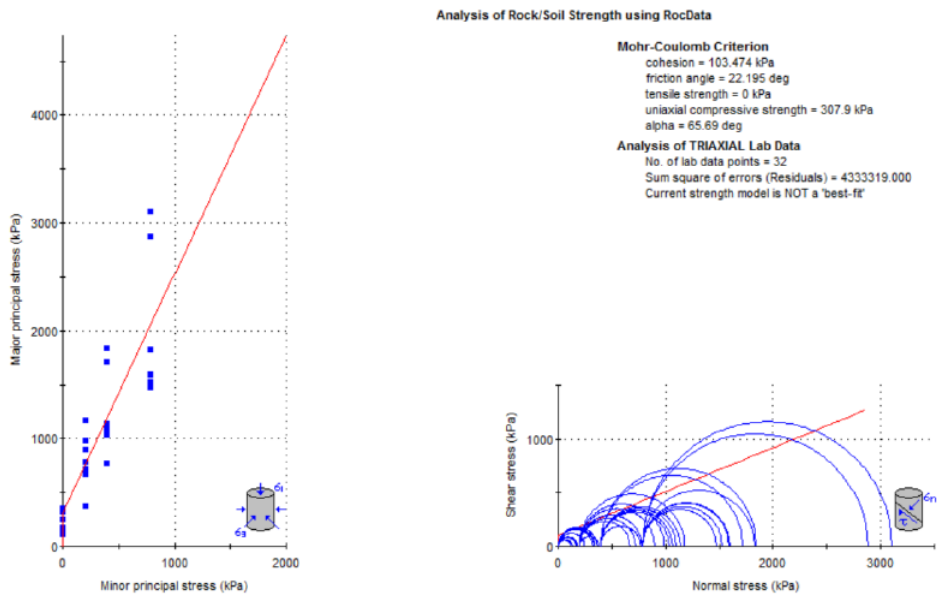 Analysis of Rock/Soil Strength using RocData
Mohr-Coulomb Criterion
cohesion = 103.474 kPa
friction angle = 22.195 deg
tensile strength = 0 kPa
uniaxial compressive strength = 307.9 kPa
alpha = 65.69 deg
Analysis of TRIAXIAL Lab Data
No. of lab data points = 32
Sum square of errors (Residuals) = 4333319.000
Current strength model is NOT a 'best-fit'
Major principal stress (kPa)
4000
3000
2000
1000
0
0 1000 2000
Minor principal stress (kPa)
σ1
σ3
Shear stress (kPa)
1000
0
0 1000 2000 3000
Normal stress (kPa)
σn
τ